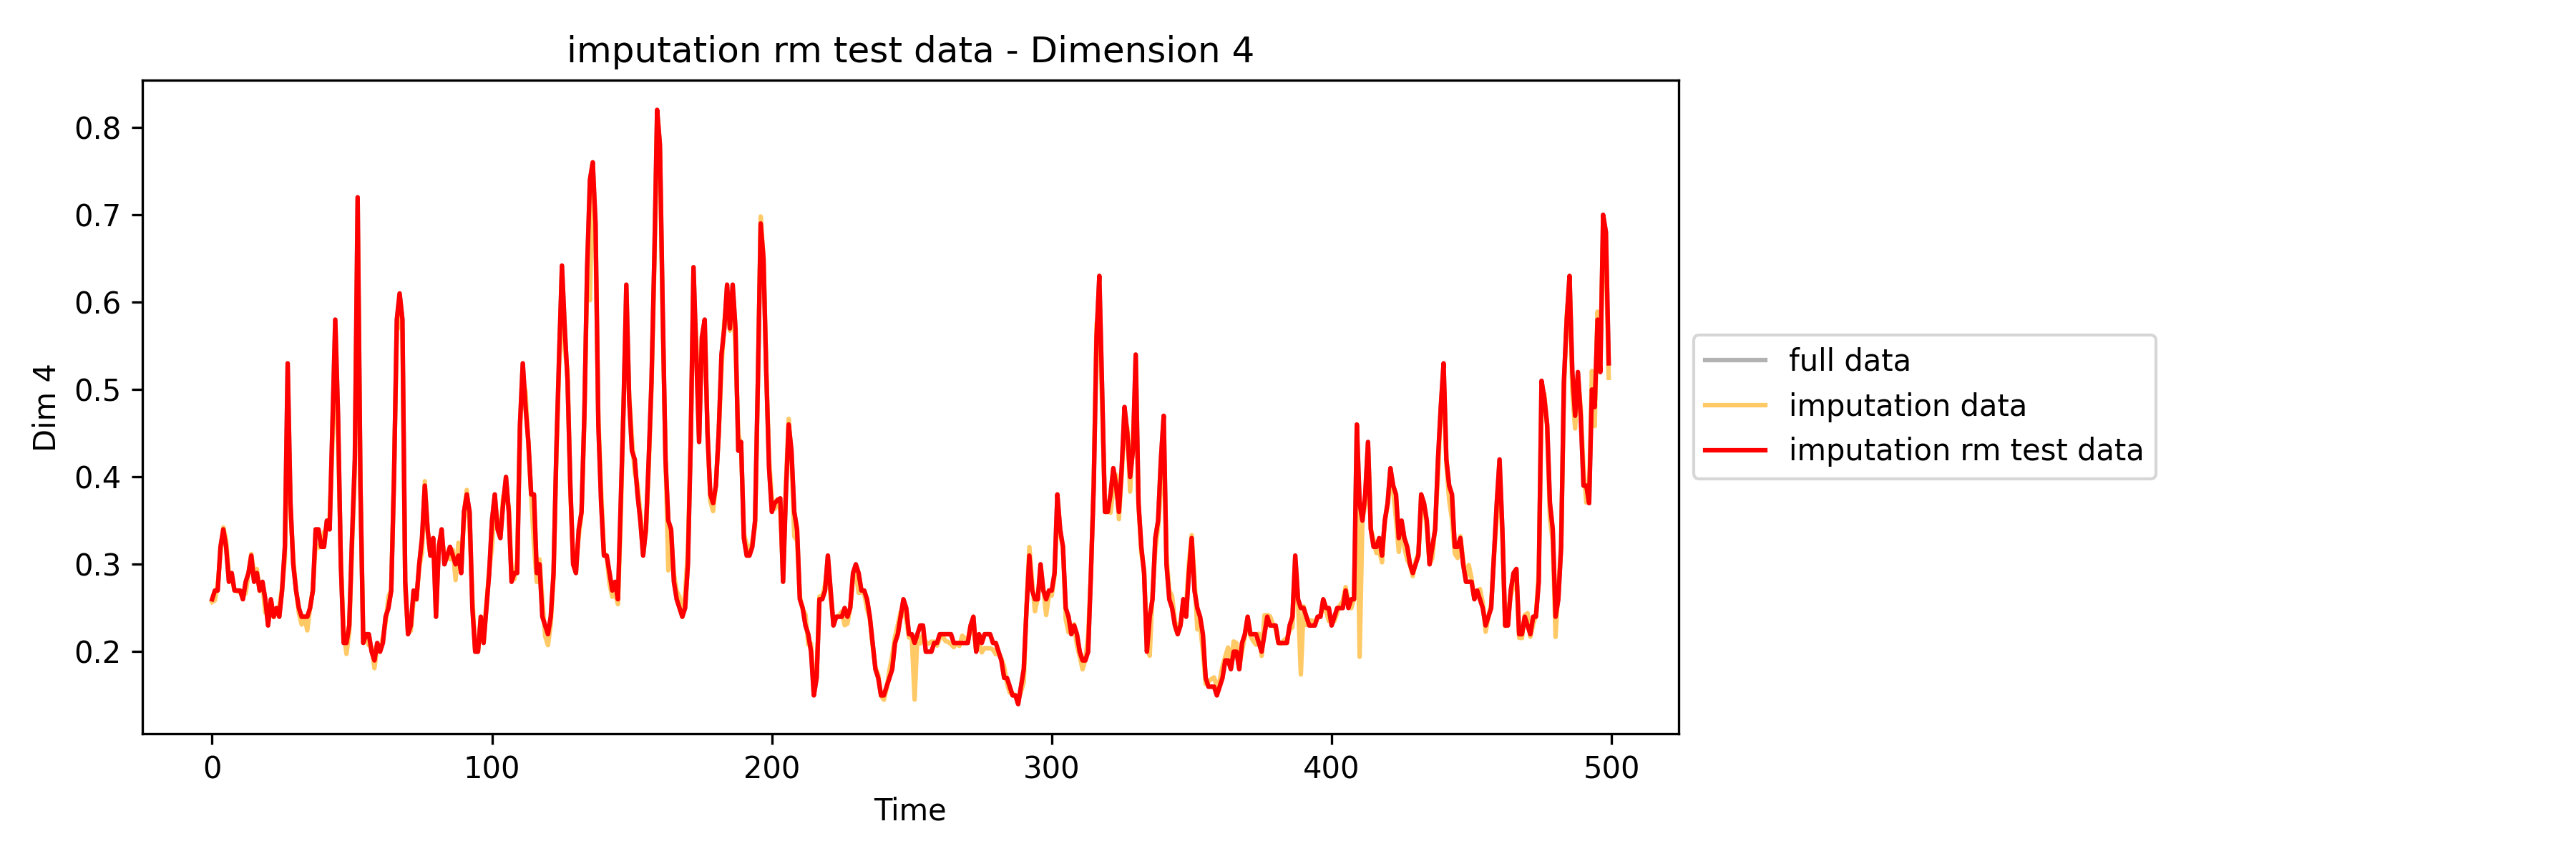 imputation rm test data - Dimension 4
0.8
0.7
0.6
0.5
0.4
0.3
0.2
Dim 4
0
100
200
300
400
500
Time
full data
imputation data
imputation rm test data